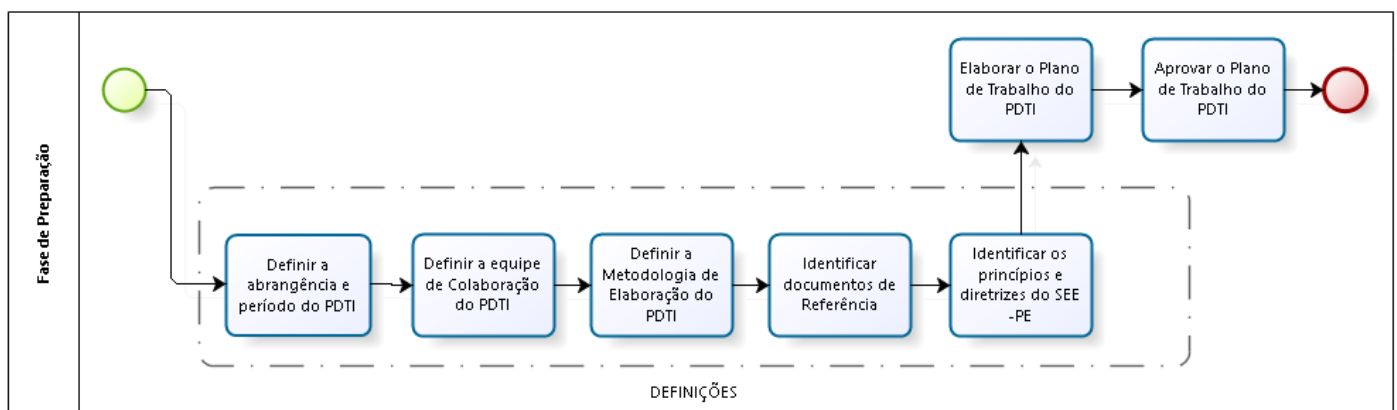 Fase de Preparação
Elaborar o Plano
de Trabalho do
PDTI
Aprovar o Plano
de Trabalho do
PDTI
Definir a
abrangência e
período do PDTI
Definir a equipe
de Colaboração
do PDTI
Definir a
Metodologia de
Elaboração do
PDTI
Identificar
documentos de
Referência
Identificar os
princípios e
diretrizes do SEE
-PE
DEFINIÇÕES